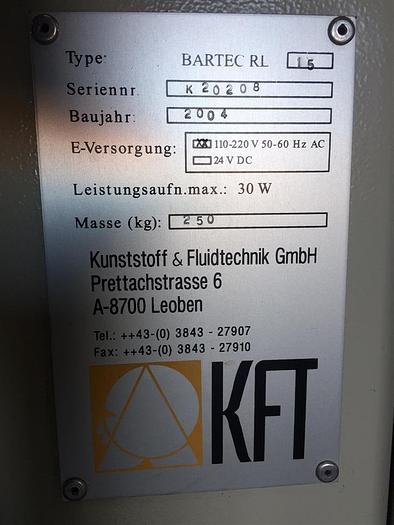 Type: BARTEC RL 15
Seriennr. K 20208
Baujahr: 2004
E-Versorgung: XX 110-220 V 50-60 Hz AC
24 V DC
Leistungsaufn.max.: 30 W
Masse (kg): 250
Kunststoff & Fluidtechnik GmbH
Prettachstrasse 6
A-8700 Leoben
Tel.: ++43-(0) 3843 - 27907
Fax: ++43-(0) 3843 - 27910
KFT